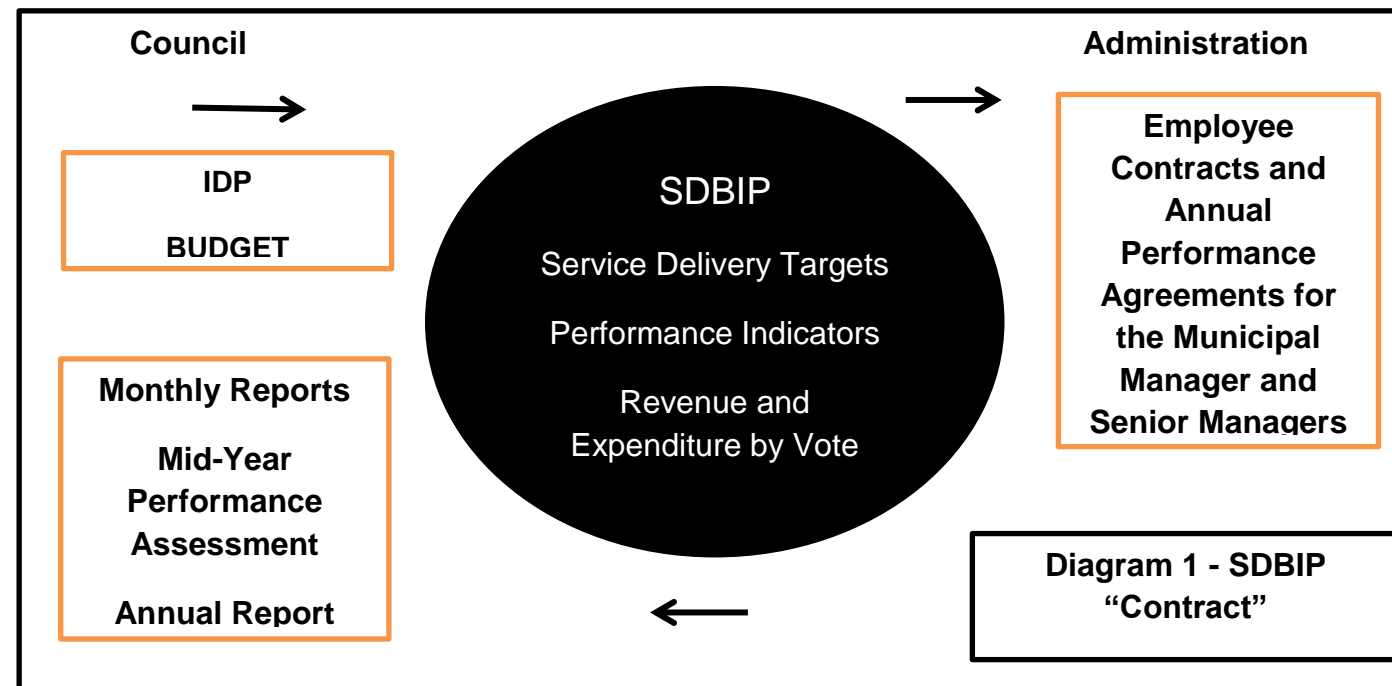 Council
Administration
IDP
BUDGET
Monthly Reports
Mid-Year
Performance
Assessment
Annual Report
SDBIP
Service Delivery Targets
Performance Indicators
Revenue and
Expenditure by Vote
Employee
Contracts and
Annual
Performance
Agreements for
the Municipal
Manager and
Senior Managers
Diagram 1 - SDBIP
“Contract”